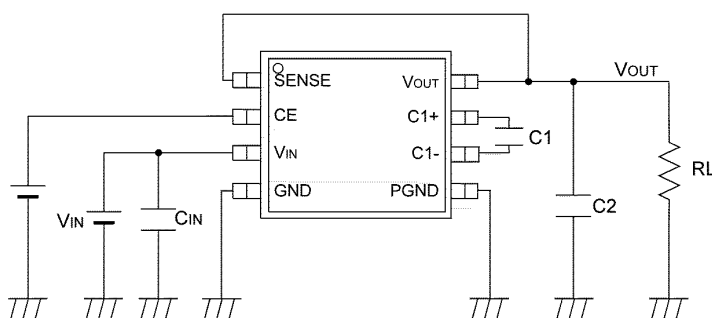 SENSE
VOUT
VOUT
CE
C1+
C1
VIN
C1-
RL
GND
PGND
VIN
CIN
C2